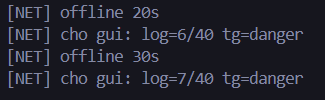 [NET] offline 20s
[NET] cho gui: log=6/40 tg=danger
[NET] offline 30s
[NET] cho gui: log=7/40 tg=danger